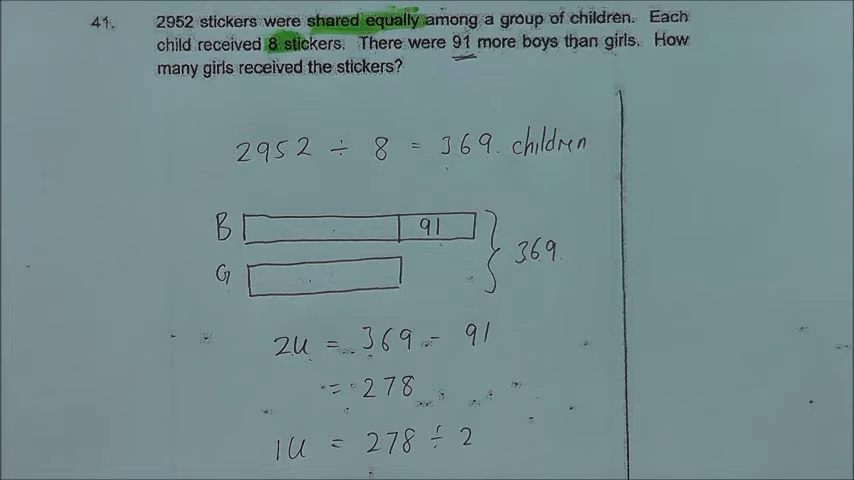 41. 2952 stickers were shared equally among a group of children. Each
child received 8 stickers. There were 91 more boys than girls. How
many girls received the stickers?
2952 ÷ 8 = 369. children
B 91
369.
G
2U = 369 - 91
= 278
1U = 278 ÷ 2